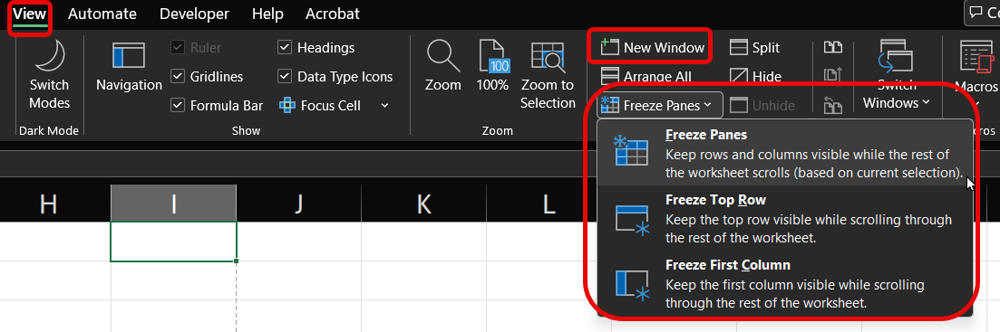 View Automate Developer Help Acrobat
Ruler Headings New Window Split
Gridlines Data Type Icons Arrange All Hide
Switch Modes Navigation Formula Bar Focus Cell Zoom 100% Zoom to Selection Freeze Panes Unhide Switch Windows Macros
100
Dark Mode Show Zoom
Freeze Panes
Keep rows and columns visible while the rest of
the worksheet scrolls (based on current selection).
Freeze Top Row
Keep the top row visible while scrolling through
the rest of the worksheet.
Freeze First Column
Keep the first column visible while scrolling
through the rest of the worksheet.
H I J K L